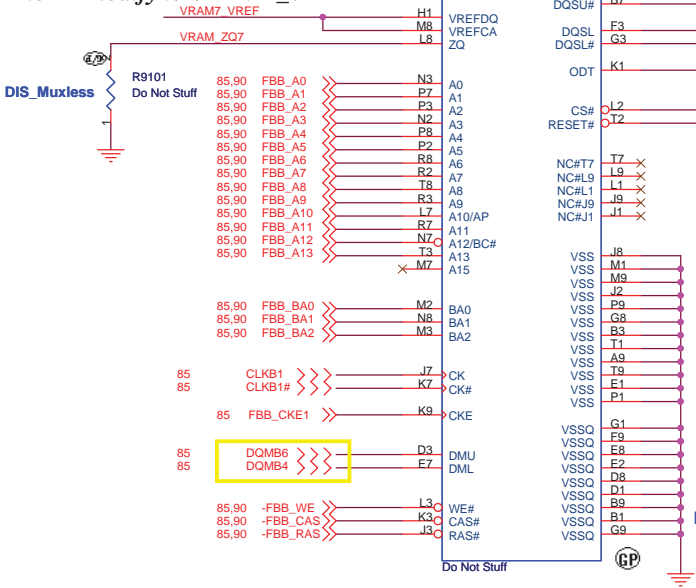 VRAM7_VREF
VRAM_ZQ7
H1
M8
L8
VREFDQ
VREFCA
ZQ
DQSU#
DQSL
DQSL#
F3
G3
ODT
K1
DIS_Muxless
R9101
Do Not Stuff
1
CS#
RESET#
L2
T2
85,90 FBB_A0 N3 A0
85,90 FBB_A1 P7 A1
85,90 FBB_A2 P3 A2
85,90 FBB_A3 N2 A3
85,90 FBB_A4 P8 A4
85,90 FBB_A5 P2 A5
85,90 FBB_A6 R8 A6
85,90 FBB_A7 R2 A7
85,90 FBB_A8 T8 A8
85,90 FBB_A9 R3 A9
85,90 FBB_A10 L7 A10/AP
85,90 FBB_A11 R7 A11
85,90 FBB_A12 N7 A12/BC#
85,90 FBB_A13 T3 A13
M7 A15
NC#T7 T7
NC#L9 L9
NC#L1 L1
NC#J9 J9
NC#J1 J1
85,90 FBB_BA0 M2 BA0
85,90 FBB_BA1 N8 BA1
85,90 FBB_BA2 M3 BA2
85 CLKB1 J7 CK
85 CLKB1# K7 CK#
85 FBB_CKE1 K9 CKE
85 DQMB6 D3 DMU
85 DQMB4 E7 DML
85,90 -FBB_WE L3 WE#
85,90 -FBB_CAS K3 CAS#
85,90 -FBB_RAS J3 RAS#
VSS J8
VSS M1
VSS M9
VSS J2
VSS P9
VSS G8
VSS B3
VSS T1
VSS A9
VSS T9
VSS E1
VSS P1
VSSQ G1
VSSQ F9
VSSQ E8
VSSQ E2
VSSQ D8
VSSQ D1
VSSQ B9
VSSQ B1
VSSQ G9
Do Not Stuff
GP